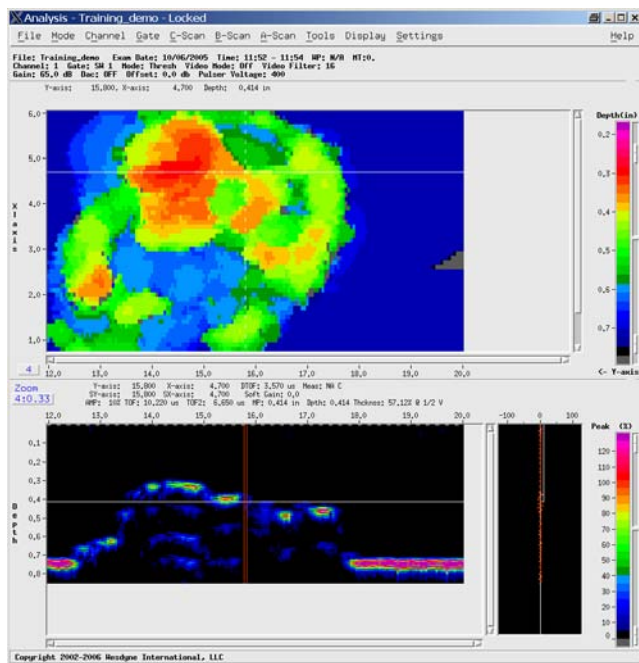 Analysis - Training_demo - Locked
File Mode Channel Gate C-Scan B-Scan A-Scan Tools Display Settings Help
File: Training_demo Exam Date: 10/06/2005 Time: 11:52 - 11:54 WP: N/A MT:0,
Channel: 1 Gate: SW 1 Mode: Thresh Video Mode: Off Video Filter: 16
Gain: 65,0 dB Dac: OFF Offset: 0,0 db Pulser Voltage: 400
Y-axis: 15,800, X-axis: 4,700 Depth: 0,414 in
Depth(in)
6,0
5,0
4,0
3,0
2,0
1,0
X axis
0,2
0,3
0,4
0,5
0,6
0,7
4 12,0 13,0 14,0 15,0 16,0 17,0 18,0 19,0 20,0 <- Y-axis
Zoom
4:0.33
Y-axis: 15,800 X-axis: 4,700 DTOF: 3,570 us Meas: NA C
SY-axis: 15,800 SX-axis: 4,700 Soft Gain: 0,0
AMP: 10% TOF: 10,220 us TOF2: 6,650 us MP: 0,414 in Dpth: 0,414 Thckness: 57,12% @ 1/2 V
12,0 13,0 14,0 15,0 16,0 17,0 18,0 19,0 20,0
-100 0 100
Peak (%)
0,1
0,2
0,3
0,4
0,5
0,6
0,7
0,8
Depth
120
110
100
90
80
70
60
50
40
30
20
10
0
Copyright 2002-2006 Wesdyne International, LLC